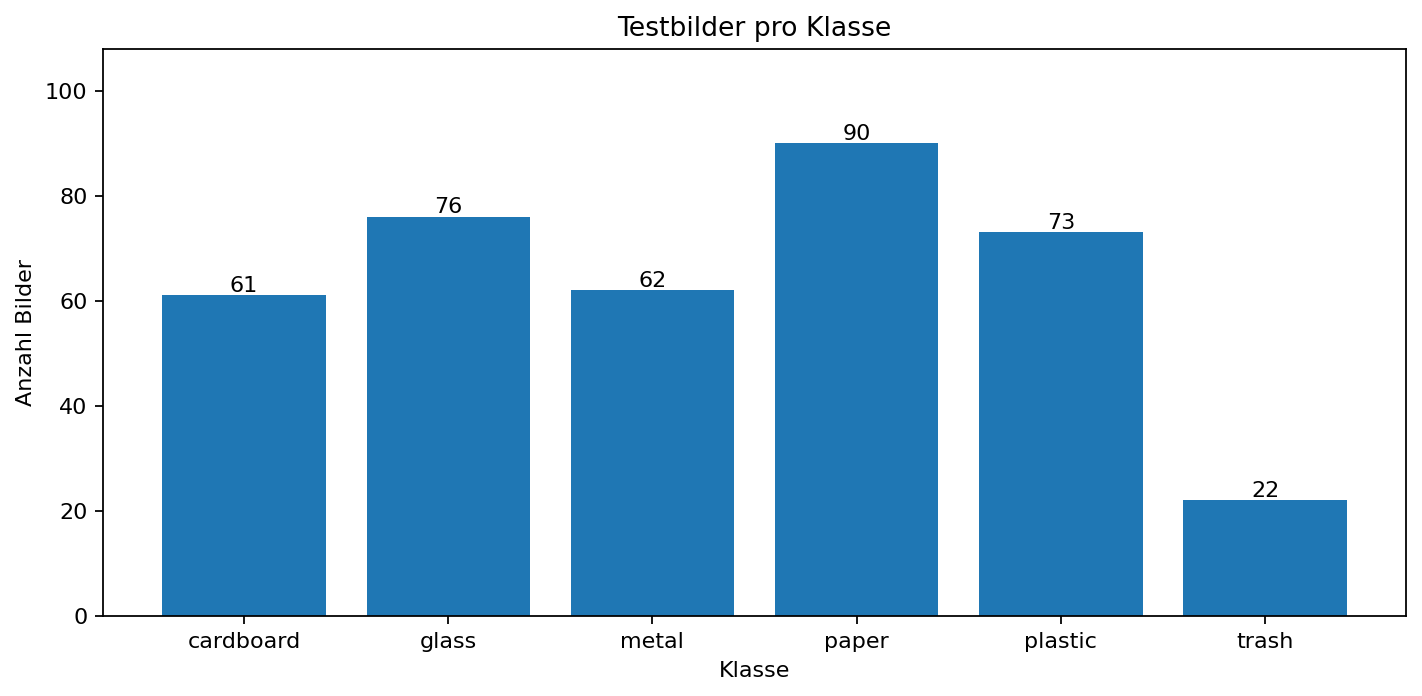 Testbilder pro Klasse
Anzahl Bilder
100
80
60
40
20
0
61
76
62
90
73
22
cardboard
glass
metal
paper
plastic
trash
Klasse